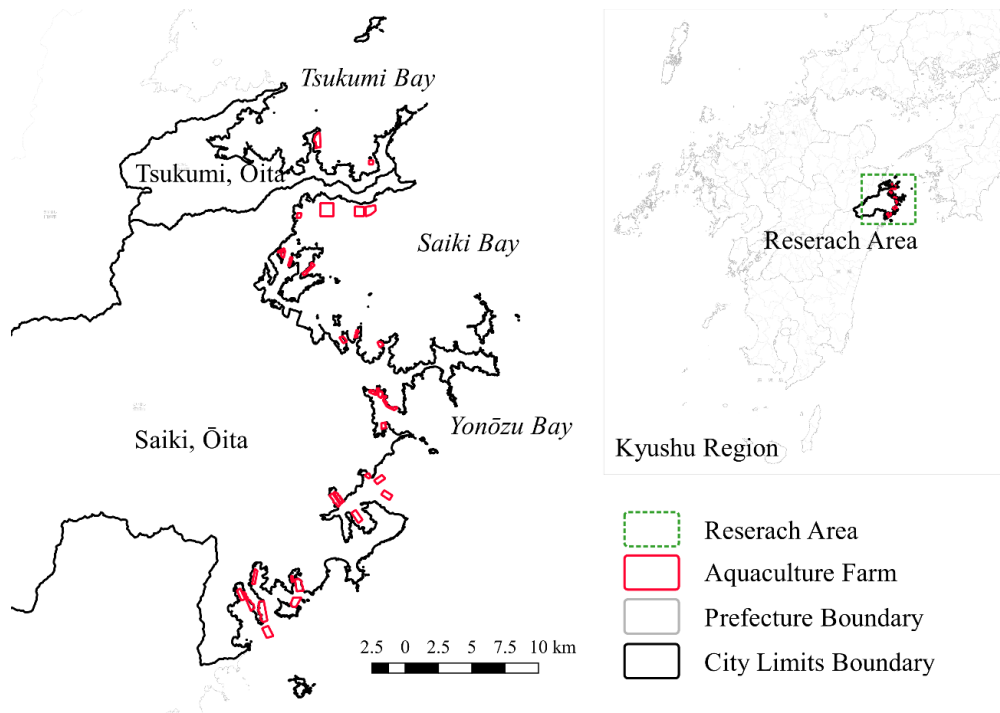 Tsukumi Bay
Tsukumi, Ōita
Saiki Bay
Saiki, Ōita
Yonōzu Bay
2.5 0 2.5 5 7.5 10 km
Reserach Area
Kyushu Region
Reserach Area
Aquaculture Farm
Prefecture Boundary
City Limits Boundary